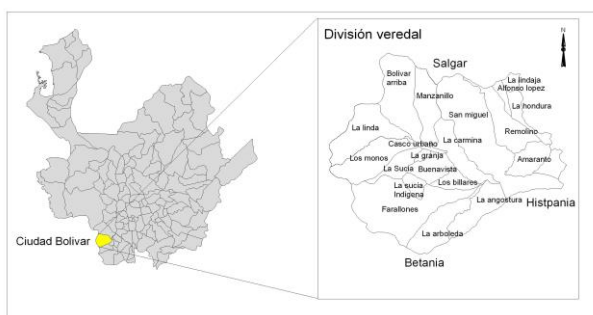 División veredal
N
Salgar
La lindaja
Alfonso lopez
Bolivar
arriba
Manzanillo
La hondura
San miguel
Remolino
La linda
Casco urbano
La carmina
La granja
Los monos
Amaranto
La Sucia
Buenavista
La sucia
Indigena
Los billares
La angostura
Histpania
Farallones
La arboleda
Betania
Ciudad Bolivar